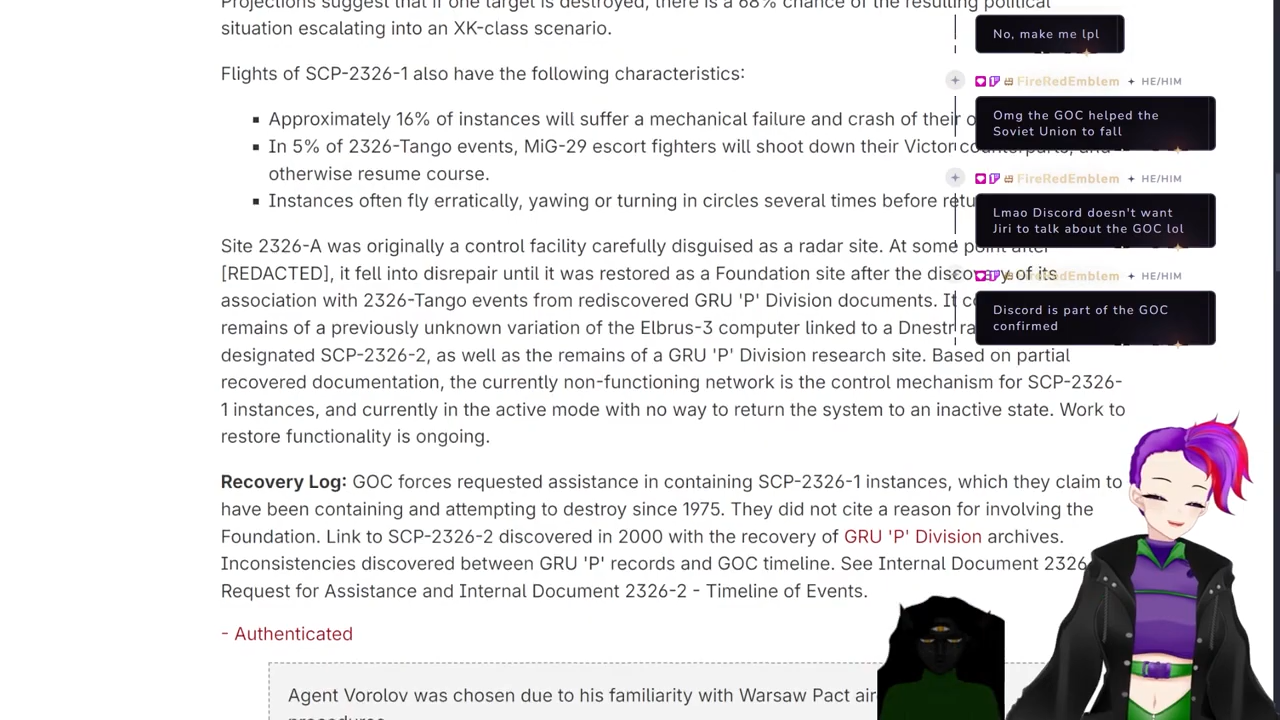 Projections suggest that if one target is destroyed, there is a 68% chance of the resulting political
situation escalating into an XK-class scenario.
Flights of SCP-2326-1 also have the following characteristics:
▪ Approximately 16% of instances will suffer a mechanical failure and crash of their
▪ In 5% of 2326-Tango events, MiG-29 escort fighters will shoot down their Victor counterparts, and
otherwise resume course.
▪ Instances often fly erratically, yawing or turning in circles several times before
Site 2326-A was originally a control facility carefully disguised as a radar site. At some point after
[REDACTED], it fell into disrepair until it was restored as a Foundation site after the discovery of its
association with 2326-Tango events from rediscovered GRU 'P' Division documents. It
remains of a previously unknown variation of the Elbrus-3 computer linked to a Dnestr
designated SCP-2326-2, as well as the remains of a GRU 'P' Division research site. Based on partial
recovered documentation, the currently non-functioning network is the control mechanism for SCP-2326-
1 instances, and currently in the active mode with no way to return the system to an inactive state. Work to
restore functionality is ongoing.
Recovery Log: GOC forces requested assistance in containing SCP-2326-1 instances, which they claim to
have been containing and attempting to destroy since 1975. They did not cite a reason for involving the
Foundation. Link to SCP-2326-2 discovered in 2000 with the recovery of GRU 'P' Division archives.
Inconsistencies discovered between GRU 'P' records and GOC timeline. See Internal Document 2326
Request for Assistance and Internal Document 2326-2 - Timeline of Events.
- Authenticated
Agent Vorolov was chosen due to his familiarity with Warsaw Pact
procedures
No, make me lpl
FireRedEmblem ✦ HE/HIM
Omg the GOC helped the
Soviet Union to fall
FireRedEmblem ✦ HE/HIM
Lmao Discord doesn't want
Jiri to talk about the GOC lol
FireRedEmblem ✦ HE/HIM
Discord is part of the GOC
confirmed